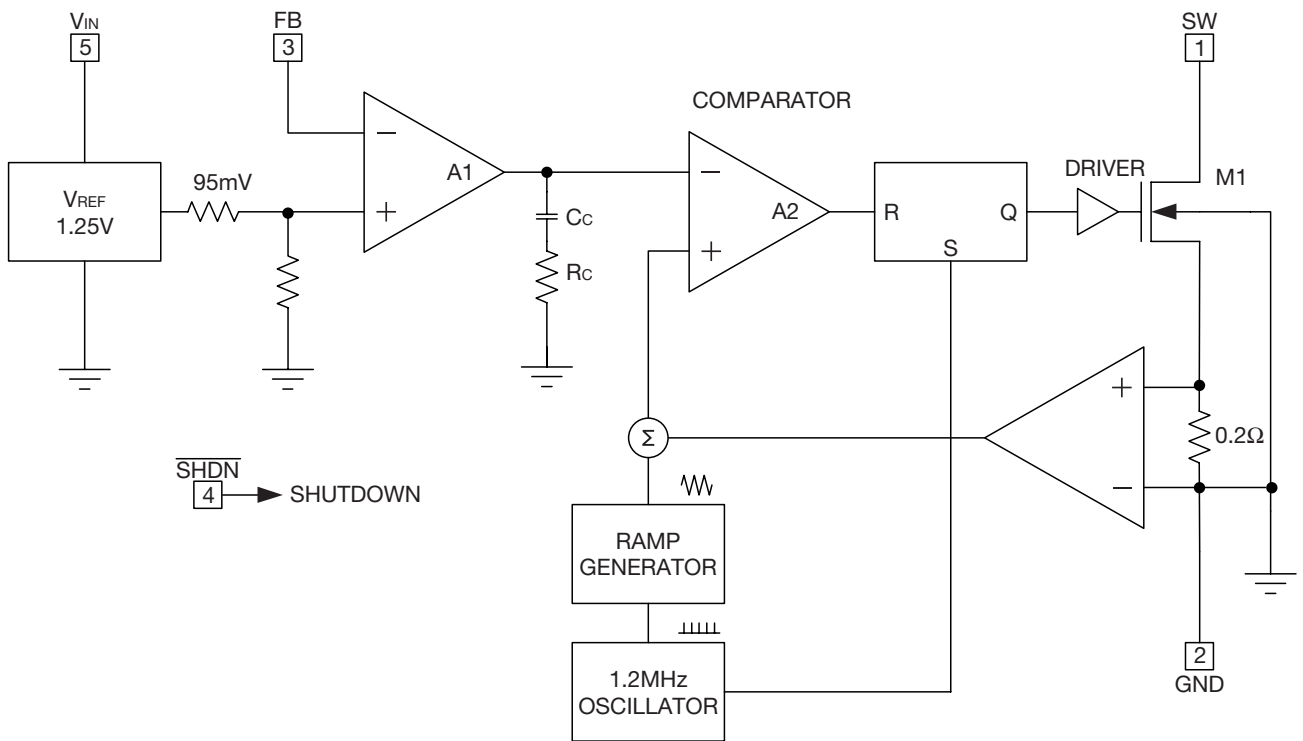 VIN
5
FB
3
SW
1
COMPARATOR
−
+
A1
−
+
A2
VREF
1.25V
95mV
CC
RC
R
Q
S
DRIVER
M1
+
−
0.2Ω
Σ
SHDN
4
SHUTDOWN
RAMP
GENERATOR
1.2MHz
OSCILLATOR
2
GND